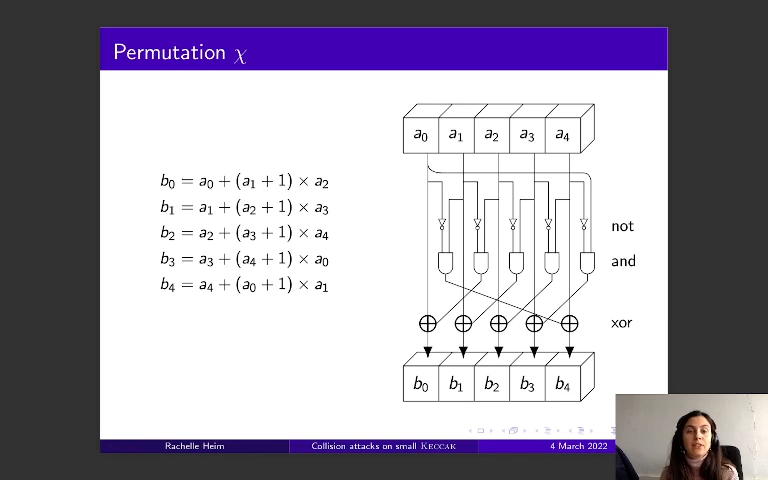 Permutation χ
a₀ a₁ a₂ a₃ a₄
b₀ = a₀ + (a₁ + 1) × a₂
b₁ = a₁ + (a₂ + 1) × a₃
b₂ = a₂ + (a₃ + 1) × a₄
b₃ = a₃ + (a₄ + 1) × a₀
b₄ = a₄ + (a₀ + 1) × a₁
not
and
xor
b₀ b₁ b₂ b₃ b₄
Rachelle Heim Collision attacks on small Keccak 4 March 2022